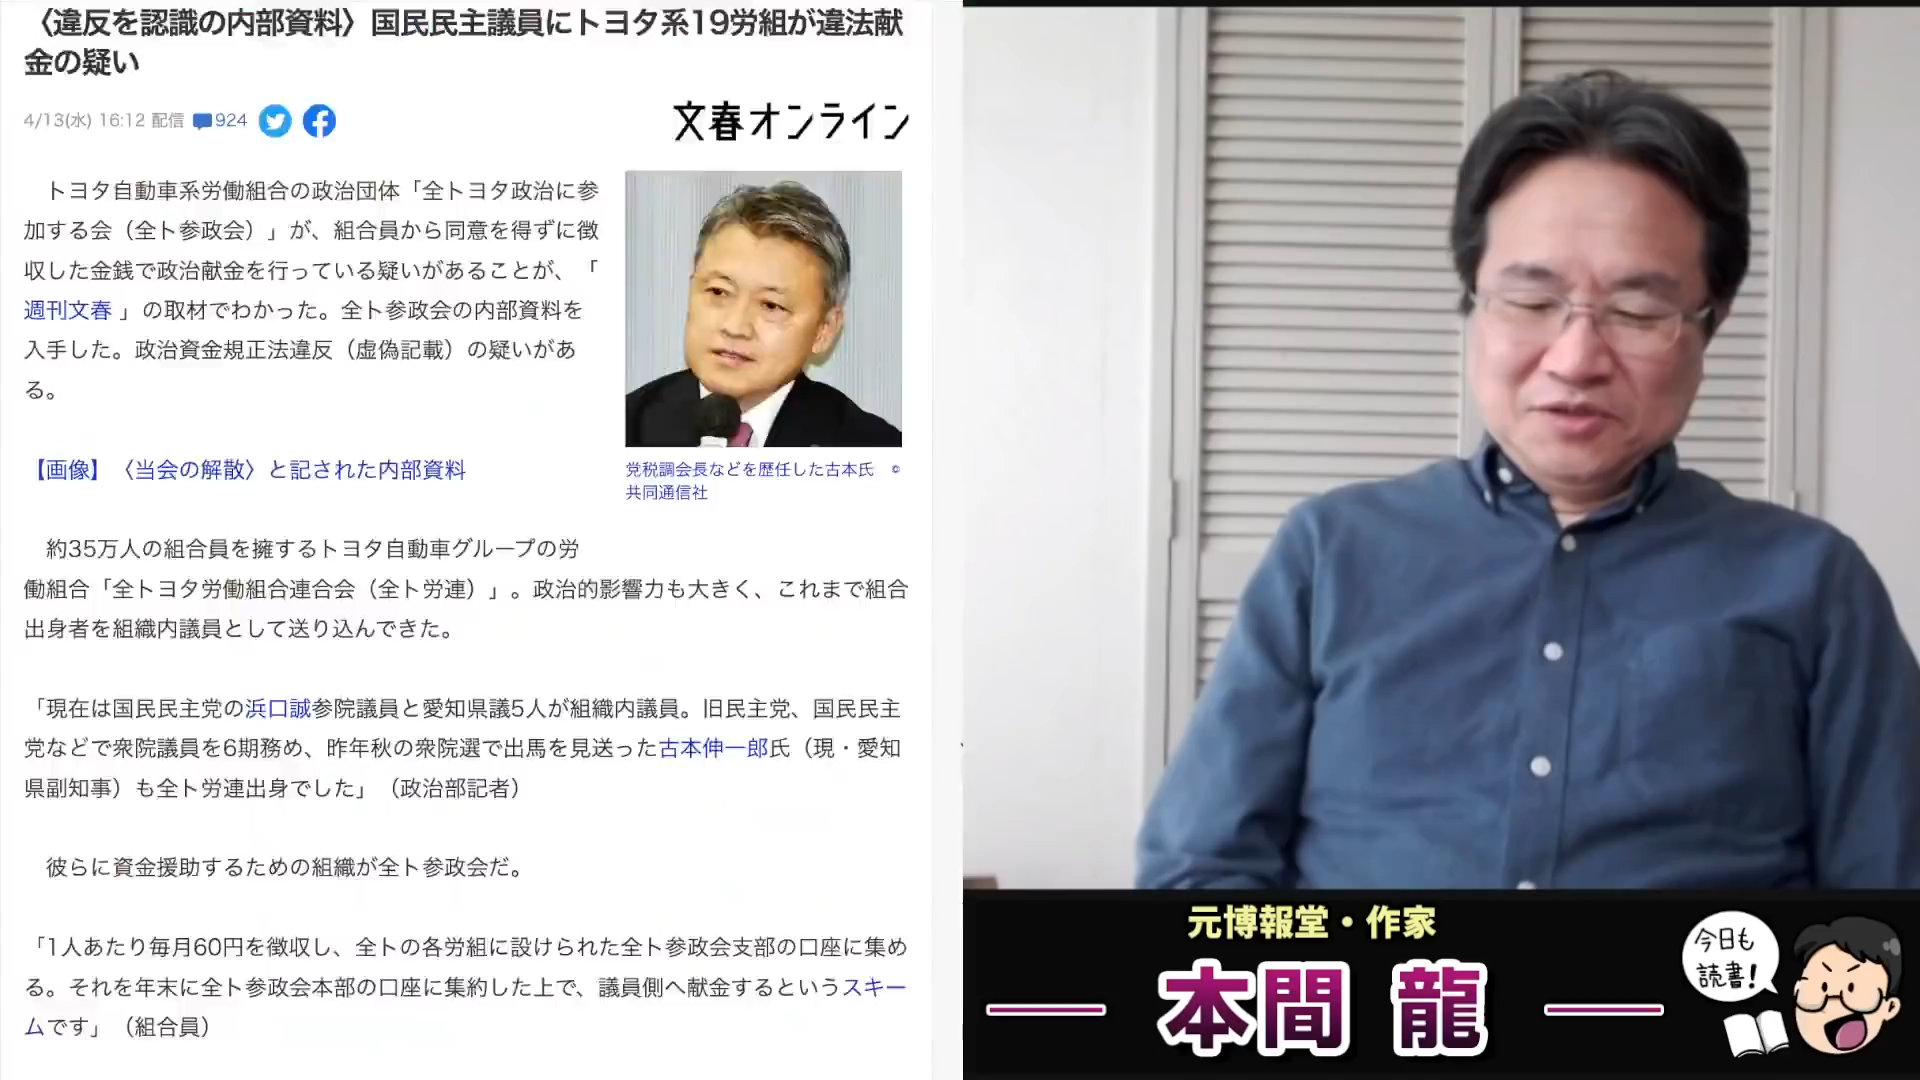 〈違反を認識の内部資料〉国民民主議員にトヨタ系19労組が違法献
金の疑い
4/13(水) 16:12 配信 924
文春オンライン
トヨタ自動車系労働組合の政治団体「全トヨタ政治に参
加する会（全ト参政会）」が、組合員から同意を得ずに徴
収した金銭で政治献金を行っている疑いがあることが、「
週刊文春 」の取材でわかった。全ト参政会の内部資料を
入手した。政治資金規正法違反（虚偽記載）の疑いがあ
る。
【画像】〈当会の解散〉と記された内部資料
党税調会長などを歴任した古本氏 ©
共同通信社
約35万人の組合員を擁するトヨタ自動車グループの労
働組合「全トヨタ労働組合連合会（全ト労連）」。政治的影響力も大きく、これまで組合
出身者を組織内議員として送り込んできた。
「現在は国民民主党の浜口誠参院議員と愛知県議5人が組織内議員。旧民主党、国民民主
党などで衆院議員を6期務め、昨年秋の衆院選で出馬を見送った古本伸一郎氏（現・愛知
県副知事）も全ト労連出身でした」（政治部記者）
彼らに資金援助するための組織が全ト参政会だ。
「1人あたり毎月60円を徴収し、全トの各労組に設けられた全ト参政会支部の口座に集め
る。それを年末に全ト参政会本部の口座に集約した上で、議員側へ献金するというスキー
ムです」（組合員）
元博報堂・作家
本間 龍
今日も
読書!